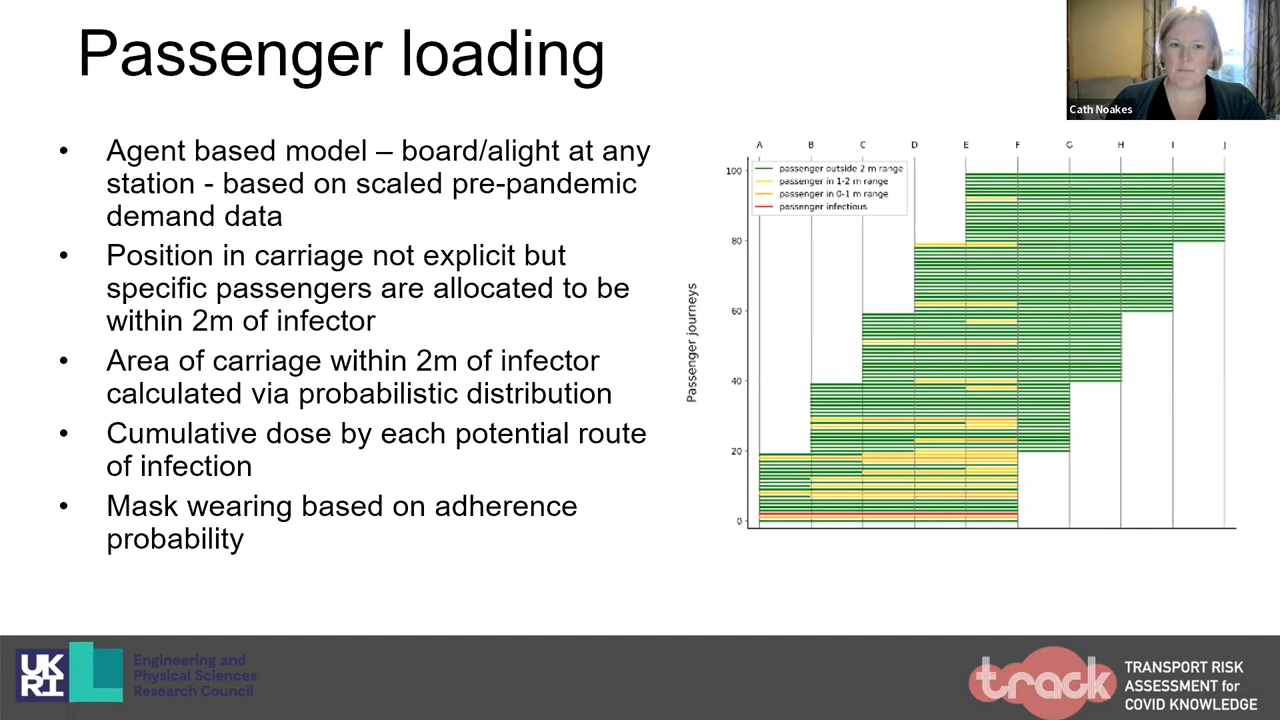 Passenger loading
Cath Noakes
• Agent based model – board/alight at any
station - based on scaled pre-pandemic
demand data
• Position in carriage not explicit but
specific passengers are allocated to be
within 2m of infector
• Area of carriage within 2m of infector
calculated via probabilistic distribution
• Cumulative dose by each potential route
of infection
• Mask wearing based on adherence
probability
A B C D E F G H I J
passenger outside 2 m range
passenger in 1-2 m range
passenger in 0-1 m range
passenger infectious
100
80
60
40
20
0
Passenger journeys
UK
RI
Engineering and
Physical Sciences
Research Council
track
TRANSPORT RISK
ASSESSMENT for
COVID KNOWLEDGE